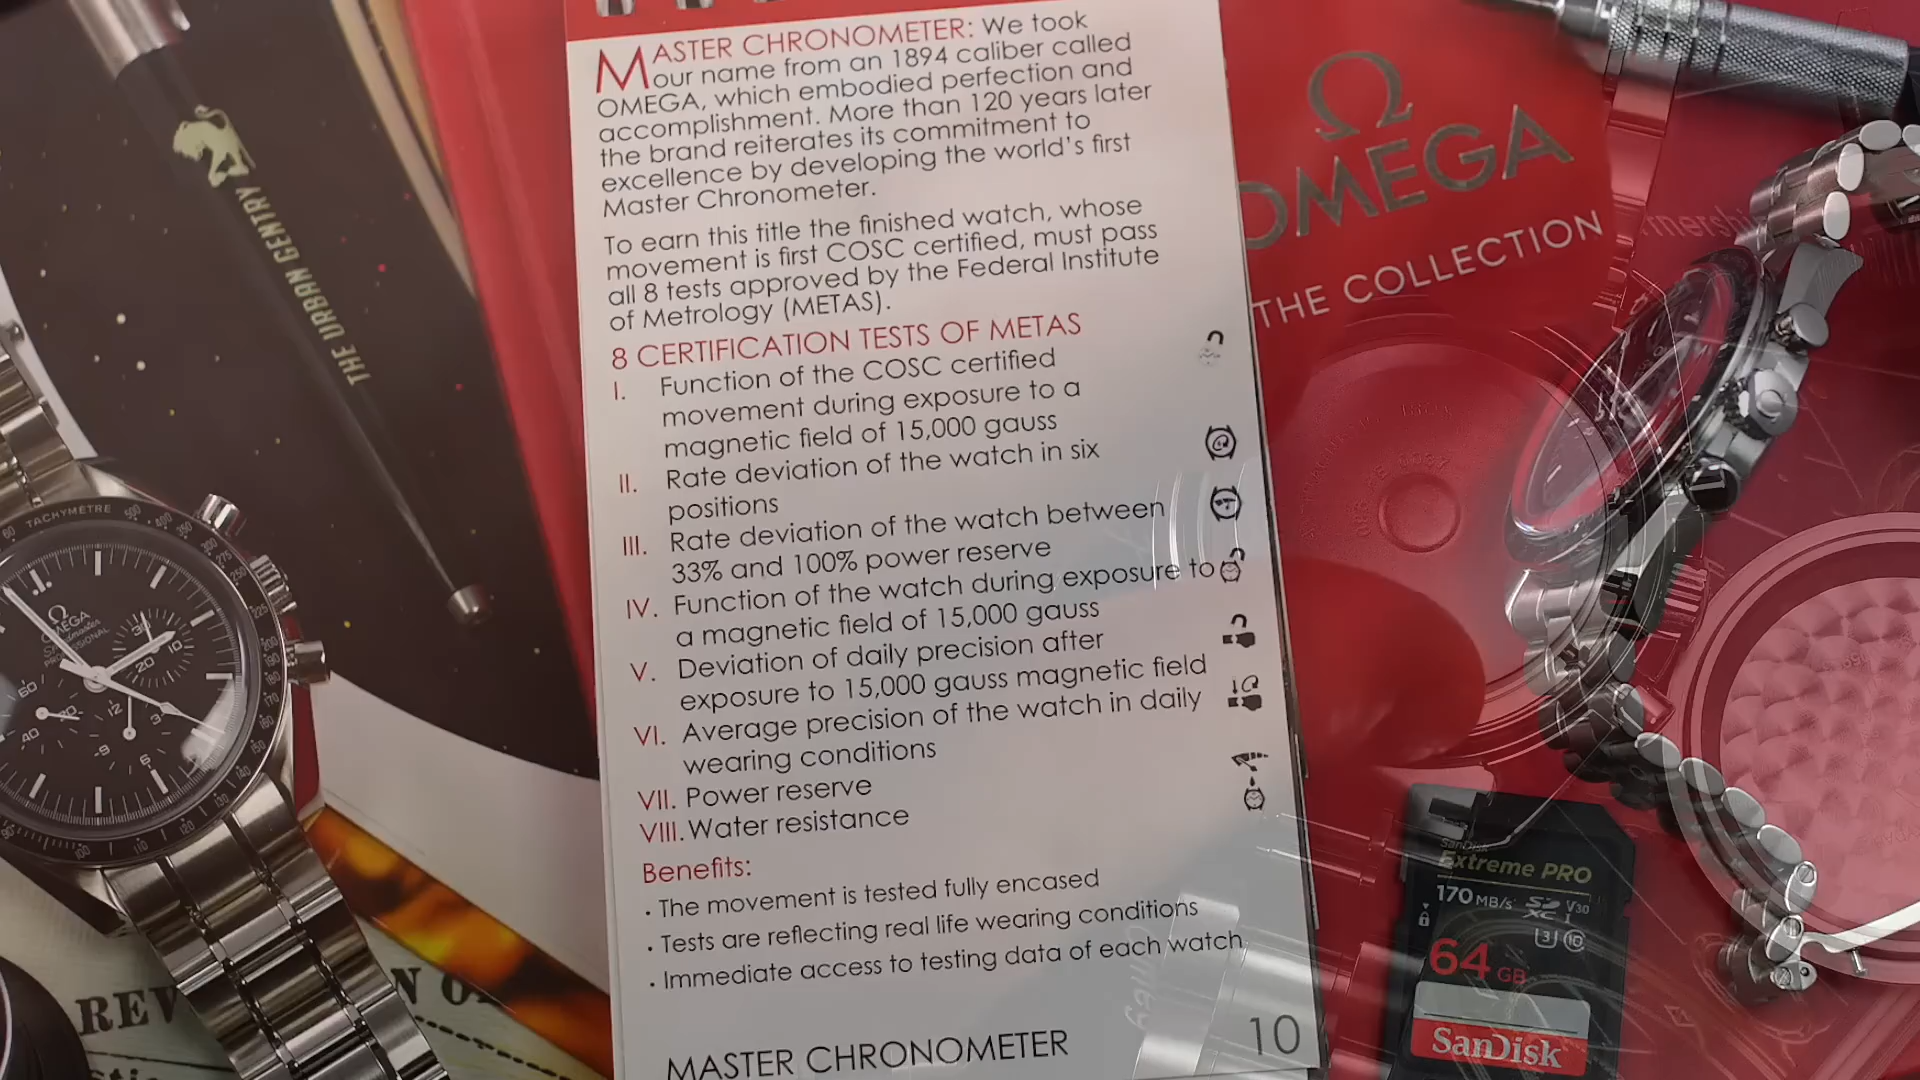 MASTER CHRONOMETER: We took
our name from an 1894 caliber called
OMEGA, which embodied perfection and
accomplishment. More than 120 years later
the brand reiterates its commitment to
excellence by developing the world's first
Master Chronometer.
To earn this title the finished watch, whose
movement is first COSC certified, must pass
all 8 tests approved by the Federal Institute
of Metrology (METAS).
8 CERTIFICATION TESTS OF METAS
I. Function of the COSC certified
movement during exposure to a
magnetic field of 15,000 gauss
II. Rate deviation of the watch in six
positions
III. Rate deviation of the watch between
33% and 100% power reserve
IV. Function of the watch during exposure to
a magnetic field of 15,000 gauss
V. Deviation of daily precision after
exposure to 15,000 gauss magnetic field
VI. Average precision of the watch in daily
wearing conditions
VII. Power reserve
VIII. Water resistance
Benefits:
· The movement is tested fully encased
· Tests are reflecting real life wearing conditions
· Immediate access to testing data of each watch
MASTER CHRONOMETER
10
THE URBAN GENTRY
TACHYMÈTRE 500
Ω
OMEGA
Speedmaster
PROFESSIONAL
Ω
OMEGA
THE COLLECTION
SanDisk
Extreme PRO
170 MB/s V30
XC I
64 GB
SanDisk